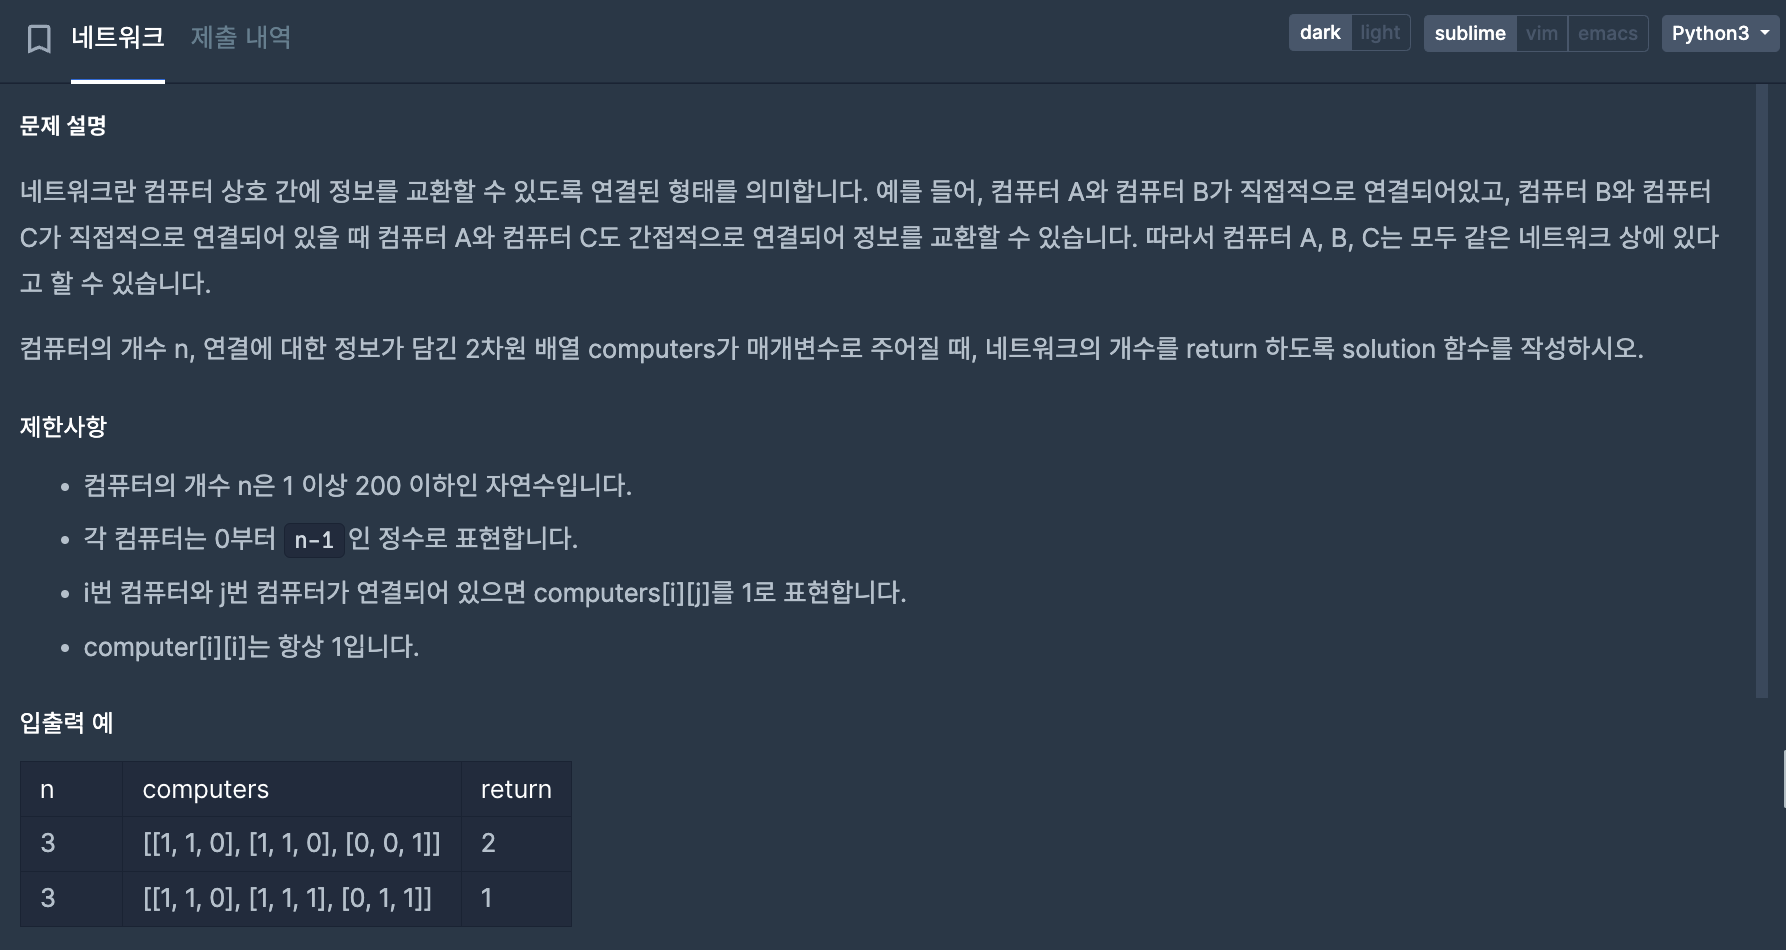 네트워크 제출 내역 dark light sublime vim emacs Python3
문제 설명
네트워크란 컴퓨터 상호 간에 정보를 교환할 수 있도록 연결된 형태를 의미합니다. 예를 들어, 컴퓨터 A와 컴퓨터 B가 직접적으로 연결되어있고, 컴퓨터 B와 컴퓨터
C가 직접적으로 연결되어 있을 때 컴퓨터 A와 컴퓨터 C도 간접적으로 연결되어 정보를 교환할 수 있습니다. 따라서 컴퓨터 A, B, C는 모두 같은 네트워크 상에 있다
고 할 수 있습니다.
컴퓨터의 개수 n, 연결에 대한 정보가 담긴 2차원 배열 computers가 매개변수로 주어질 때, 네트워크의 개수를 return 하도록 solution 함수를 작성하시오.
제한사항
• 컴퓨터의 개수 n은 1 이상 200 이하인 자연수입니다.
• 각 컴퓨터는 0부터 n-1 인 정수로 표현합니다.
• i번 컴퓨터와 j번 컴퓨터가 연결되어 있으면 computers[i][j]를 1로 표현합니다.
• computer[i][i]는 항상 1입니다.
입출력 예
n computers return
3 [[1, 1, 0], [1, 1, 0], [0, 0, 1]] 2
3 [[1, 1, 0], [1, 1, 1], [0, 1, 1]] 1